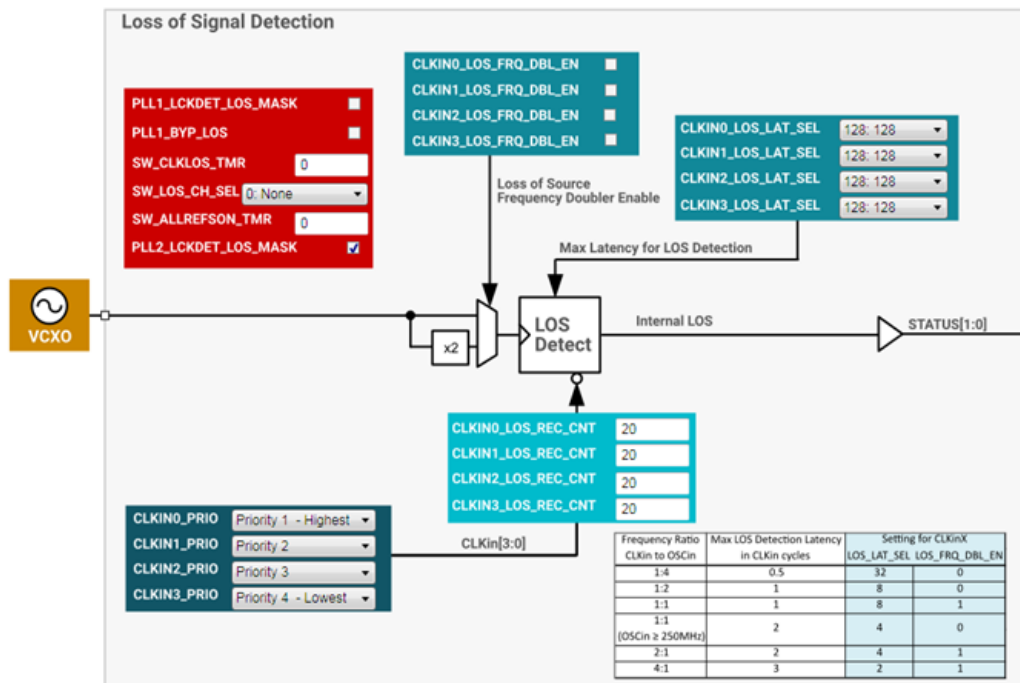 Loss of Signal Detection
PLL1_LCKDET_LOS_MASK
PLL1_BYP_LOS
SW_CLKLOS_TMR 0
SW_LOS_CH_SEL 0: None
SW_ALLREFSON_TMR 0
PLL2_LCKDET_LOS_MASK
CLKIN0_LOS_FRQ_DBL_EN
CLKIN1_LOS_FRQ_DBL_EN
CLKIN2_LOS_FRQ_DBL_EN
CLKIN3_LOS_FRQ_DBL_EN
CLKIN0_LOS_LAT_SEL 128: 128
CLKIN1_LOS_LAT_SEL 128: 128
CLKIN2_LOS_LAT_SEL 128: 128
CLKIN3_LOS_LAT_SEL 128: 128
Loss of Source
Frequency Doubler Enable
Max Latency for LOS Detection
VCXO
x2
LOS
Detect
Internal LOS
STATUS[1:0]
CLKIN0_LOS_REC_CNT 20
CLKIN1_LOS_REC_CNT 20
CLKIN2_LOS_REC_CNT 20
CLKIN3_LOS_REC_CNT 20
CLKIN0_PRIO Priority 1 - Highest
CLKIN1_PRIO Priority 2
CLKIN2_PRIO Priority 3
CLKIN3_PRIO Priority 4 - Lowest
CLKin[3:0]
Frequency Ratio Max LOS Detection Latency Setting for CLKinX
CLKin to OSCin in CLKin cycles LOS_LAT_SEL LOS_FRQ_DBL_EN
1:4 0.5 32 0
1:2 1 8 0
1:1 1 8 1
1:1
(OSCin ≥ 250MHz) 2 4 0
2:1 2 4 1
4:1 3 2 1